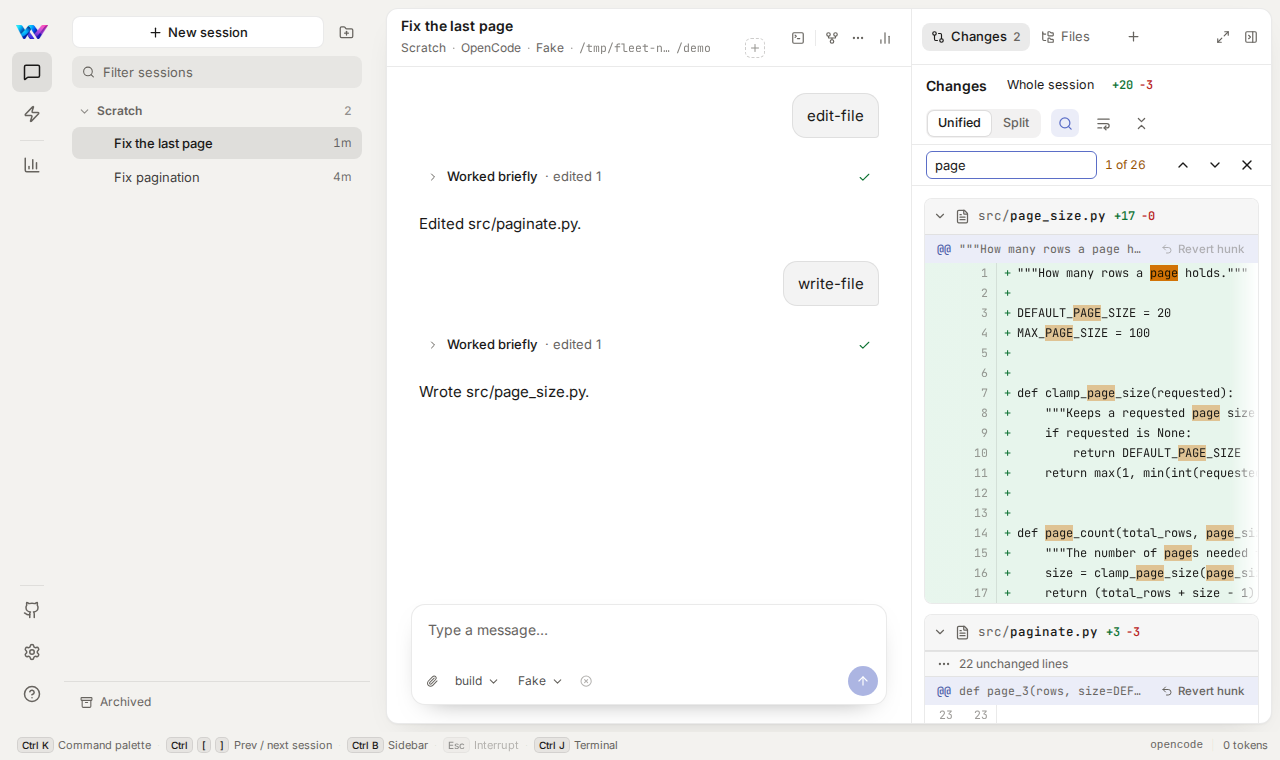 New session
Filter sessions
Scratch 2
Fix the last page 1m
Fix pagination 4m
Archived
Fix the last page
Scratch · OpenCode · Fake · /tmp/fleet-n… /demo
edit-file
Worked briefly · edited 1
Edited src/paginate.py.
write-file
Worked briefly · edited 1
Wrote src/page_size.py.
Type a message...
build Fake
Changes 2 Files
Changes Whole session +20 -3
Unified Split
page 1 of 26
src/page_size.py +17 -0
@@ """How many rows a page h… Revert hunk
1 + """How many rows a page holds."""
2 +
3 + DEFAULT_PAGE_SIZE = 20
4 + MAX_PAGE_SIZE = 100
5 +
6 +
7 + def clamp_page_size(requested):
8 + """Keeps a requested page size
9 + if requested is None:
10 + return DEFAULT_PAGE_SIZE
11 + return max(1, min(int(requeste
12 +
13 +
14 + def page_count(total_rows, page_si
15 + """The number of pages needed
16 + size = clamp_page_size(page_si
17 + return (total_rows + size - 1)
src/paginate.py +3 -3
22 unchanged lines
@@ def page_3(rows, size=DEF… Revert hunk
23 23
Ctrl K Command palette Ctrl [ ] Prev / next session Ctrl B Sidebar Esc Interrupt Ctrl J Terminal opencode 0 tokens